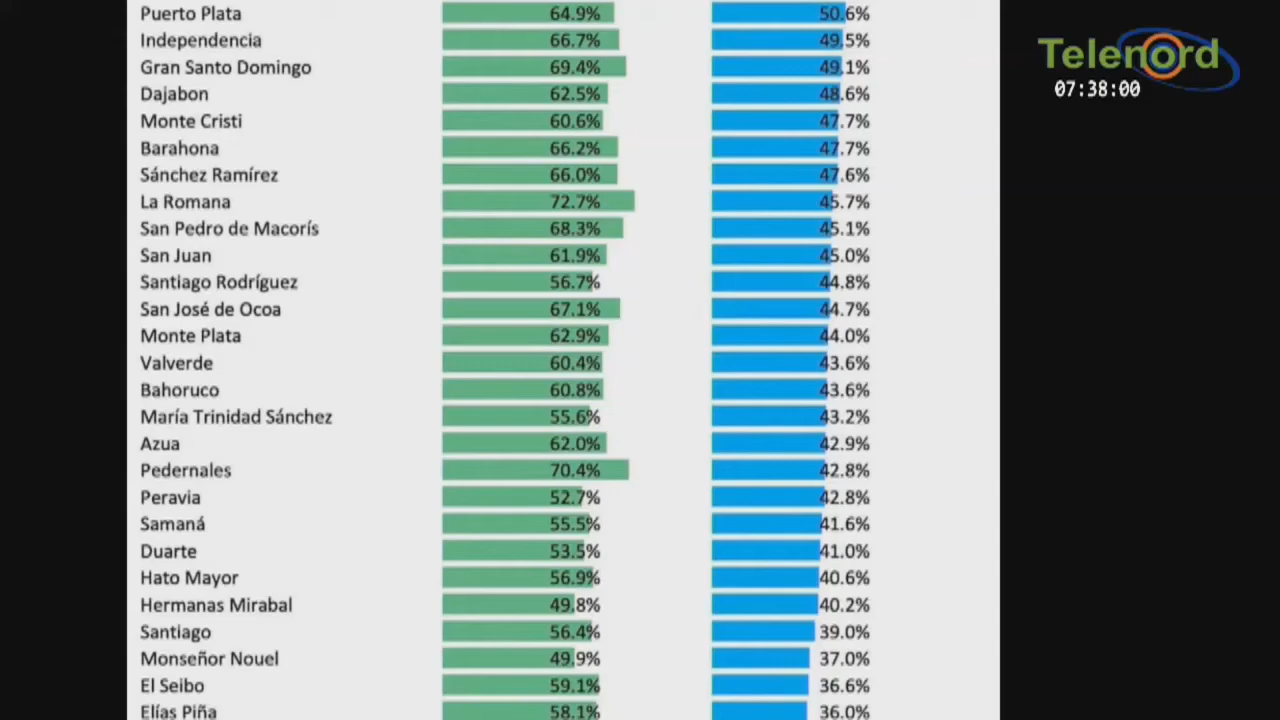 Puerto Plata 64.9% 50.6%
Independencia 66.7% 49.5%
Gran Santo Domingo 69.4% 49.1%
Dajabon 62.5% 48.6%
Monte Cristi 60.6% 47.7%
Barahona 66.2% 47.7%
Sánchez Ramírez 66.0% 47.6%
La Romana 72.7% 45.7%
San Pedro de Macorís 68.3% 45.1%
San Juan 61.9% 45.0%
Santiago Rodríguez 56.7% 44.8%
San José de Ocoa 67.1% 44.7%
Monte Plata 62.9% 44.0%
Valverde 60.4% 43.6%
Bahoruco 60.8% 43.6%
María Trinidad Sánchez 55.6% 43.2%
Azua 62.0% 42.9%
Pedernales 70.4% 42.8%
Peravia 52.7% 42.8%
Samaná 55.5% 41.6%
Duarte 53.5% 41.0%
Hato Mayor 56.9% 40.6%
Hermanas Mirabal 49.8% 40.2%
Santiago 56.4% 39.0%
Monseñor Nouel 49.9% 37.0%
El Seibo 59.1% 36.6%
Elías Piña 58.1% 36.0%
Telenord
07:38:00